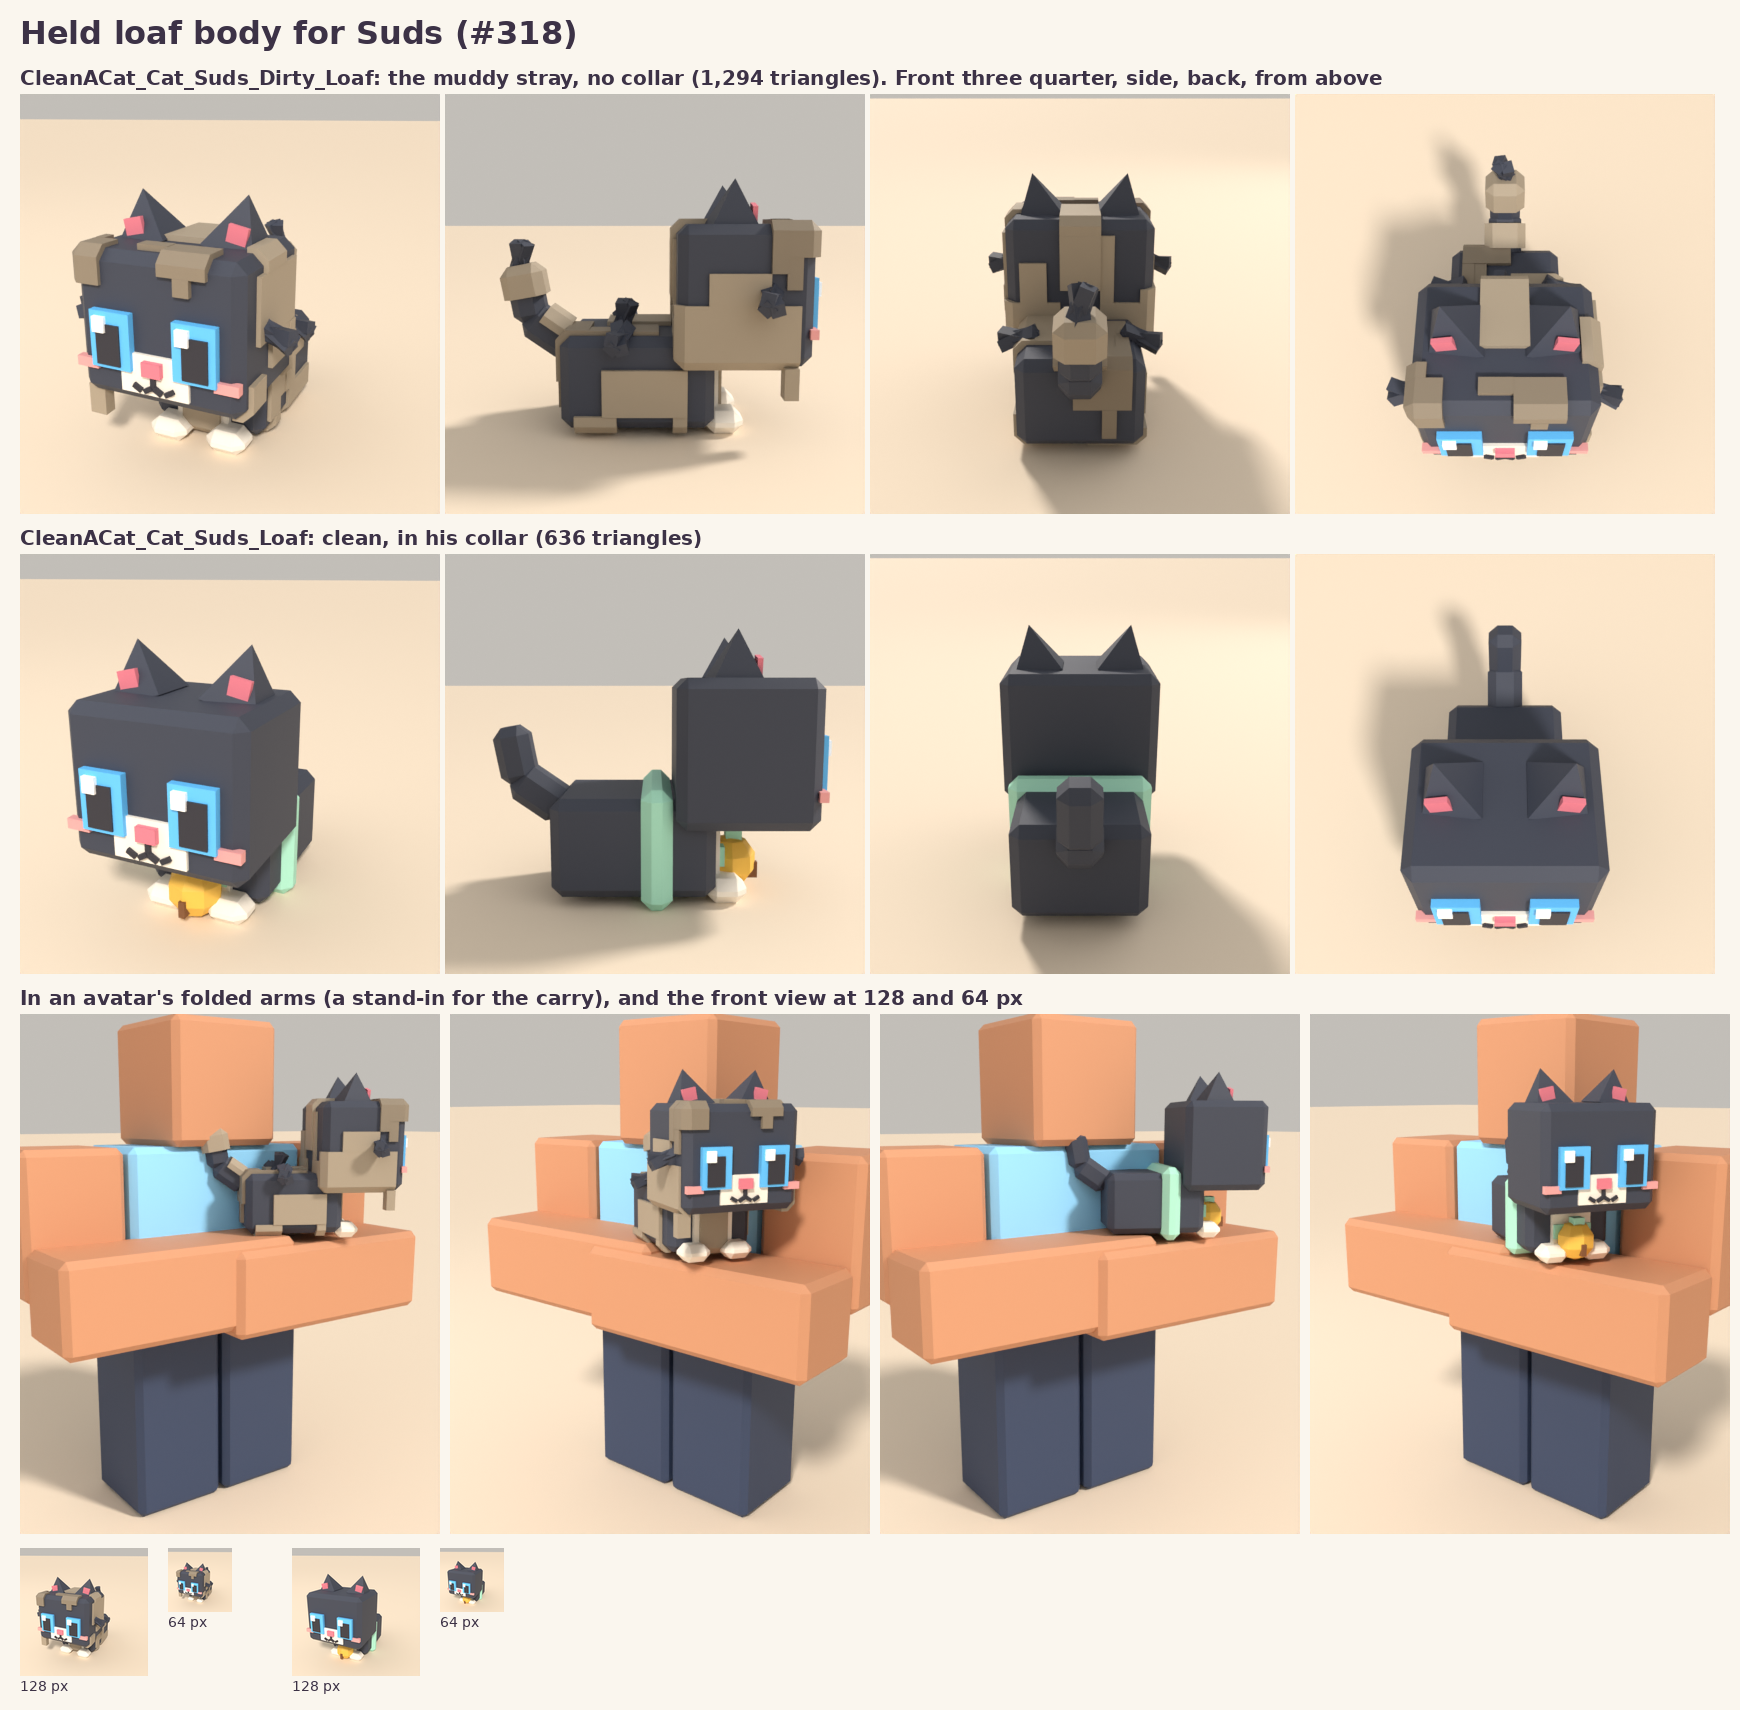 Held loaf body for Suds (#318)
CleanACat_Cat_Suds_Dirty_Loaf: the muddy stray, no collar (1,294 triangles). Front three quarter, side, back, from above
CleanACat_Cat_Suds_Loaf: clean, in his collar (636 triangles)
In an avatar's folded arms (a stand-in for the carry), and the front view at 128 and 64 px
64 px
64 px
128 px
128 px